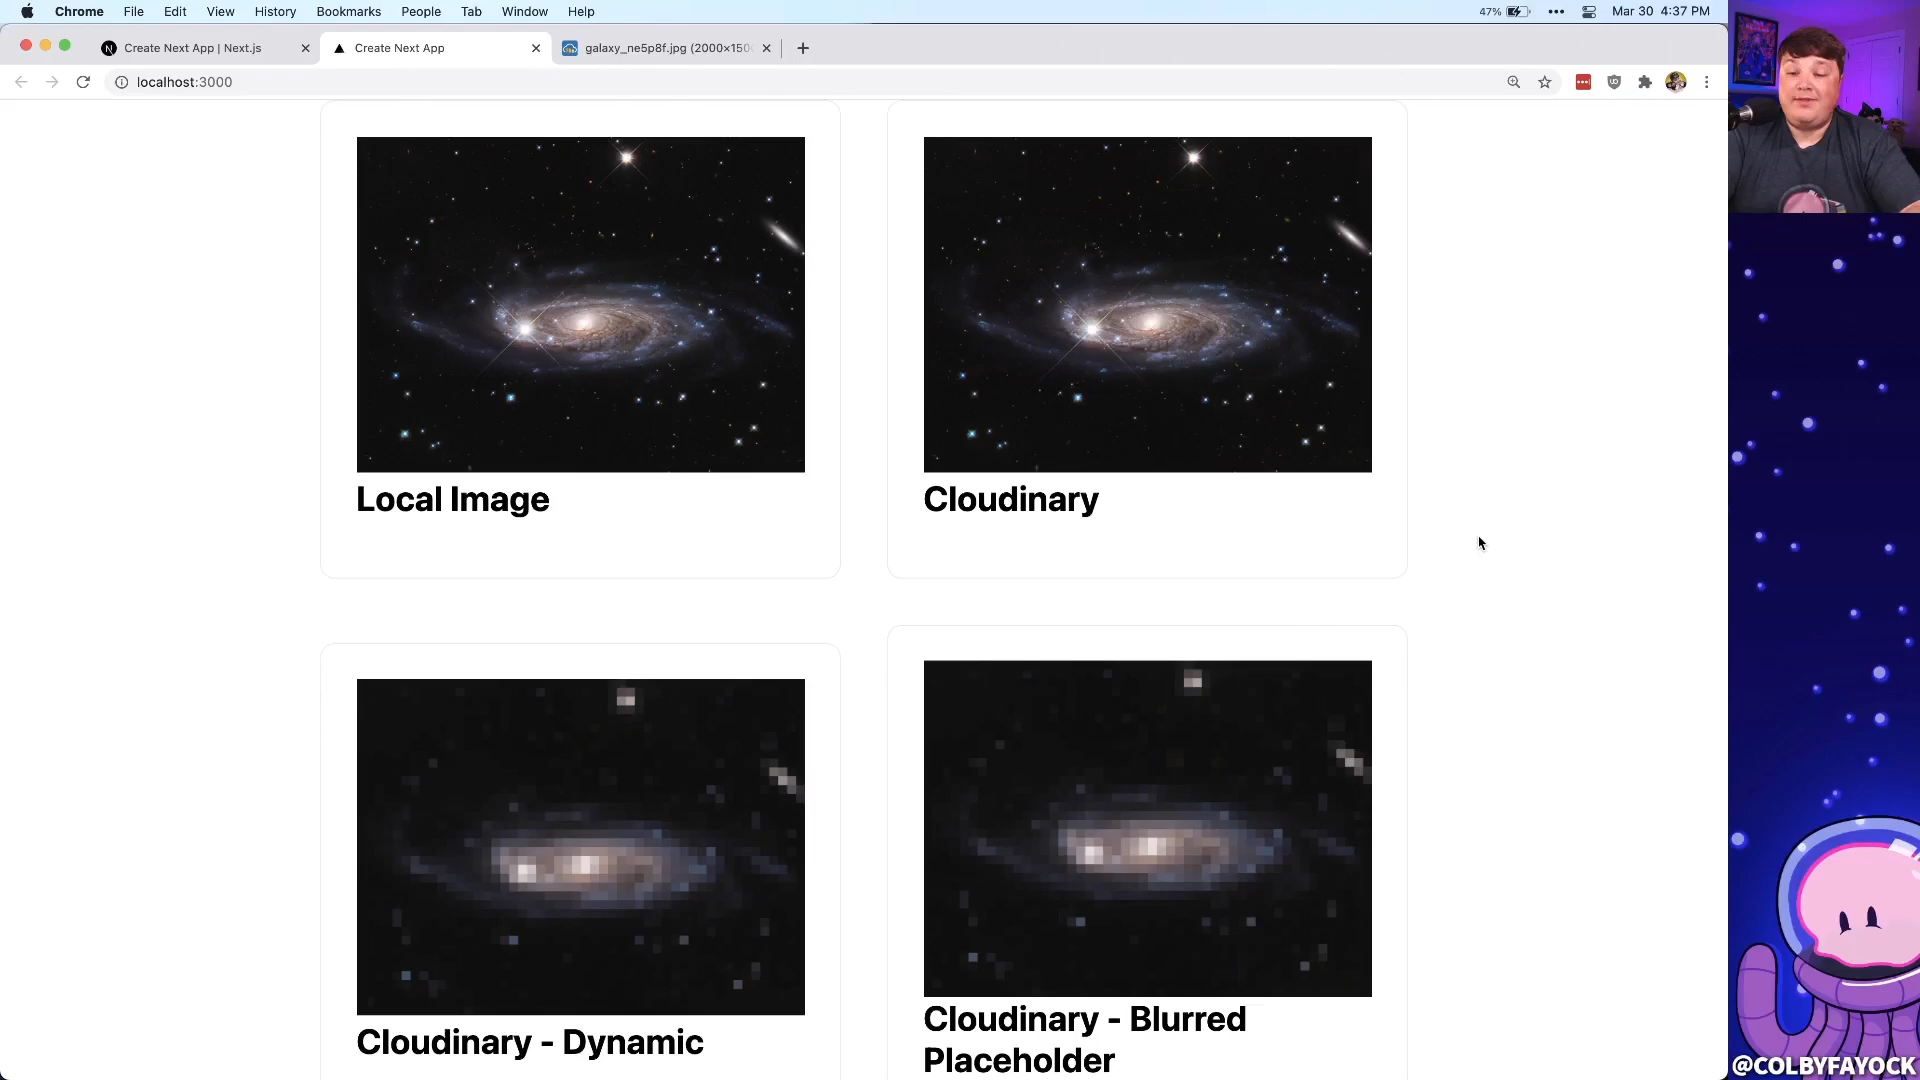 Chrome File Edit View History Bookmarks People Tab Window Help 47% Mar 30 4:37 PM
Create Next App | Next.js
Create Next App
galaxy_ne5p8f.jpg (2000×150
localhost:3000
Local Image
Cloudinary
Cloudinary - Dynamic
Cloudinary - Blurred
Placeholder
@COLBYFAYOCK